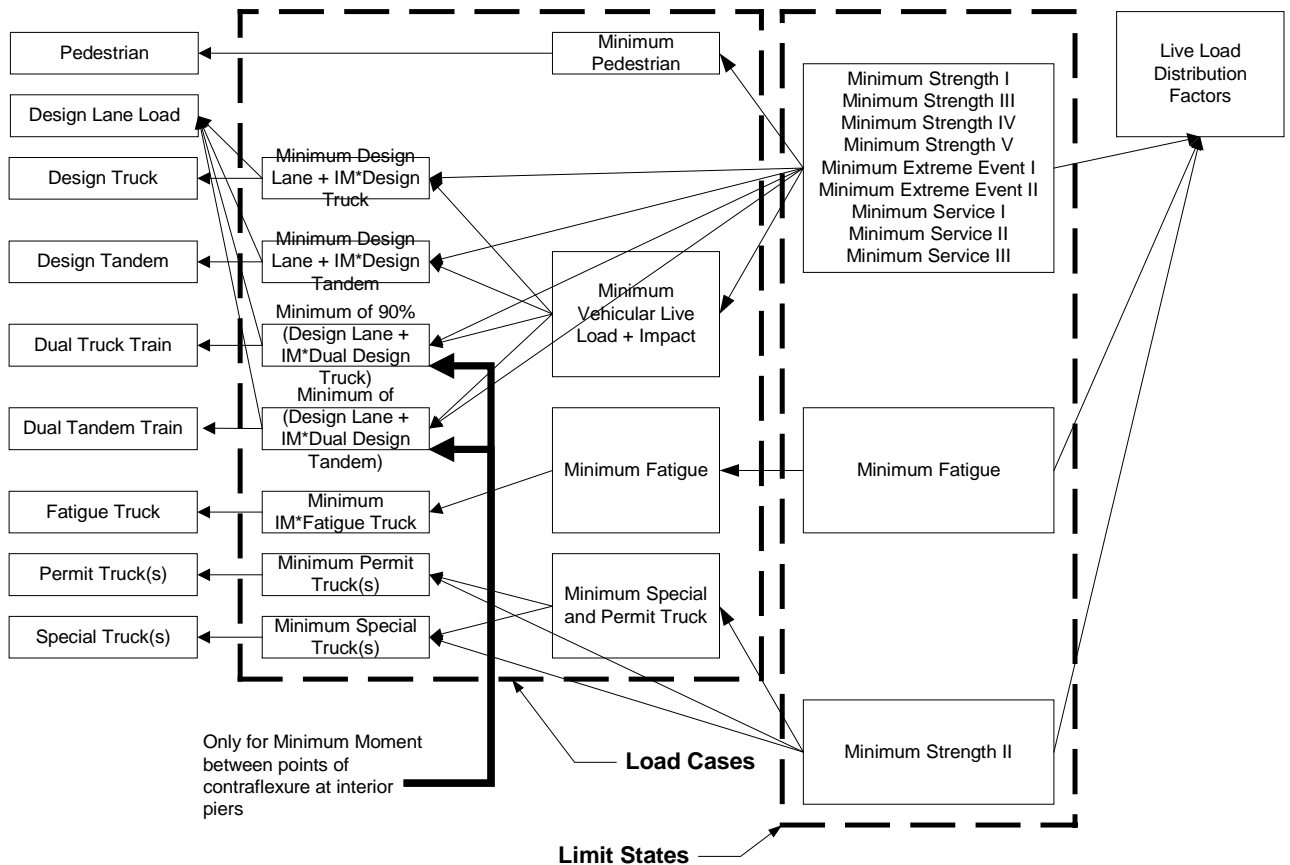 Pedestrian
Design Lane Load
Design Truck
Design Tandem
Dual Truck Train
Dual Tandem Train
Fatigue Truck
Permit Truck(s)
Special Truck(s)
Minimum Design
Lane + IM*Design
Truck
Minimum Design
Lane + IM*Design
Tandem
Minimum of 90%
(Design Lane +
IM*Dual Design
Truck)
Minimum of
(Design Lane +
IM*Dual Design
Tandem)
Minimum
IM*Fatigue Truck
Minimum Permit
Truck(s)
Minimum Special
Truck(s)
Minimum
Pedestrian
Minimum
Vehicular Live
Load + Impact
Minimum Fatigue
Minimum Special
and Permit Truck
Minimum Strength I
Minimum Strength III
Minimum Strength IV
Minimum Strength V
Minimum Extreme Event I
Minimum Extreme Event II
Minimum Service I
Minimum Service II
Minimum Service III
Minimum Fatigue
Minimum Strength II
Live Load
Distribution
Factors
Only for Minimum Moment
between points of
contraflexure at interior
piers
Load Cases
Limit States